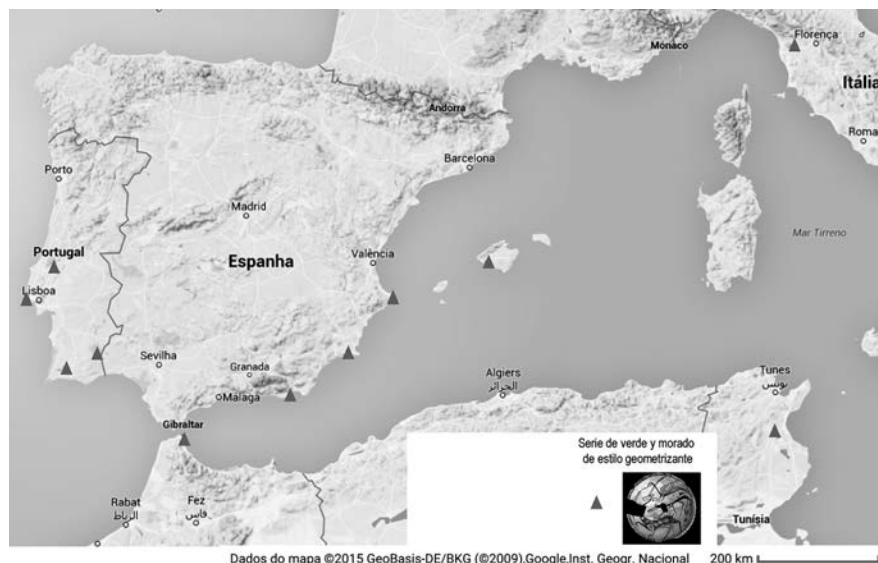 Florença
Monaco
Itália
Andorra
Roma
Porto
Barcelona
Madrid
Mar Tirreno
Portugal
València
Espanha
Lisboa
Sevilha
Granada
Algiers
الجزائر
Tunes
تونس
Málaga
Gibraltar
Serie de verde y morado
de estilo geometrizante
Rabat
الرباط
Fez
فاس
Tunísia
Dados do mapa ©2015 GeoBasis-DE/BKG (©2009),Google,Inst. Geogr. Nacional 200 km